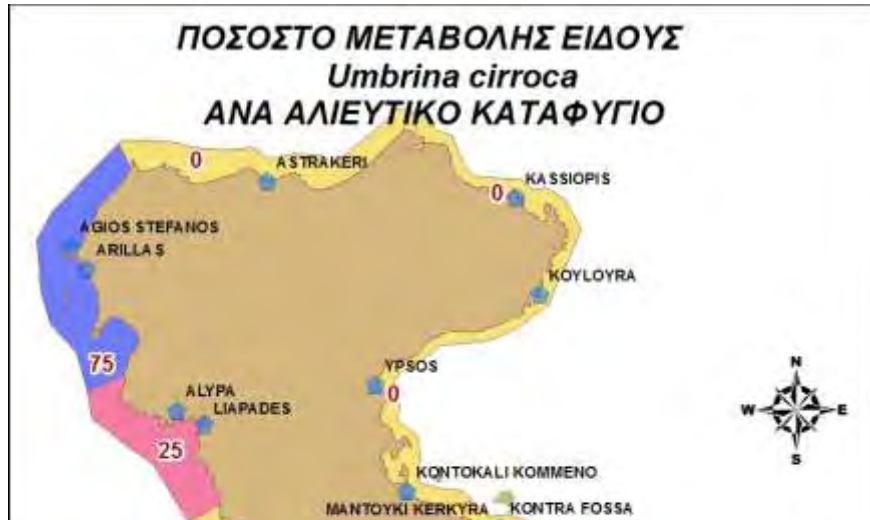 ΠΟΣΟΣΤΟ ΜΕΤΑΒΟΛΗΣ ΕΙΔΟΥΣ
Umbrina cirroca
ΑΝΑ ΑΛΙΕΥΤΙΚΟ ΚΑΤΑΦΥΓΙΟ
0
ASTRAKERI
KASSIOPIS
0
AGIOS STEFANOS
ARILLAS
KOYLOYRA
75
YPSOS
0
ALYPA
LIAPADES
25
N
W
E
S
KONTOKALI KOMMENO
MANTOYKI KERKYRA
KONTRA FOSSA